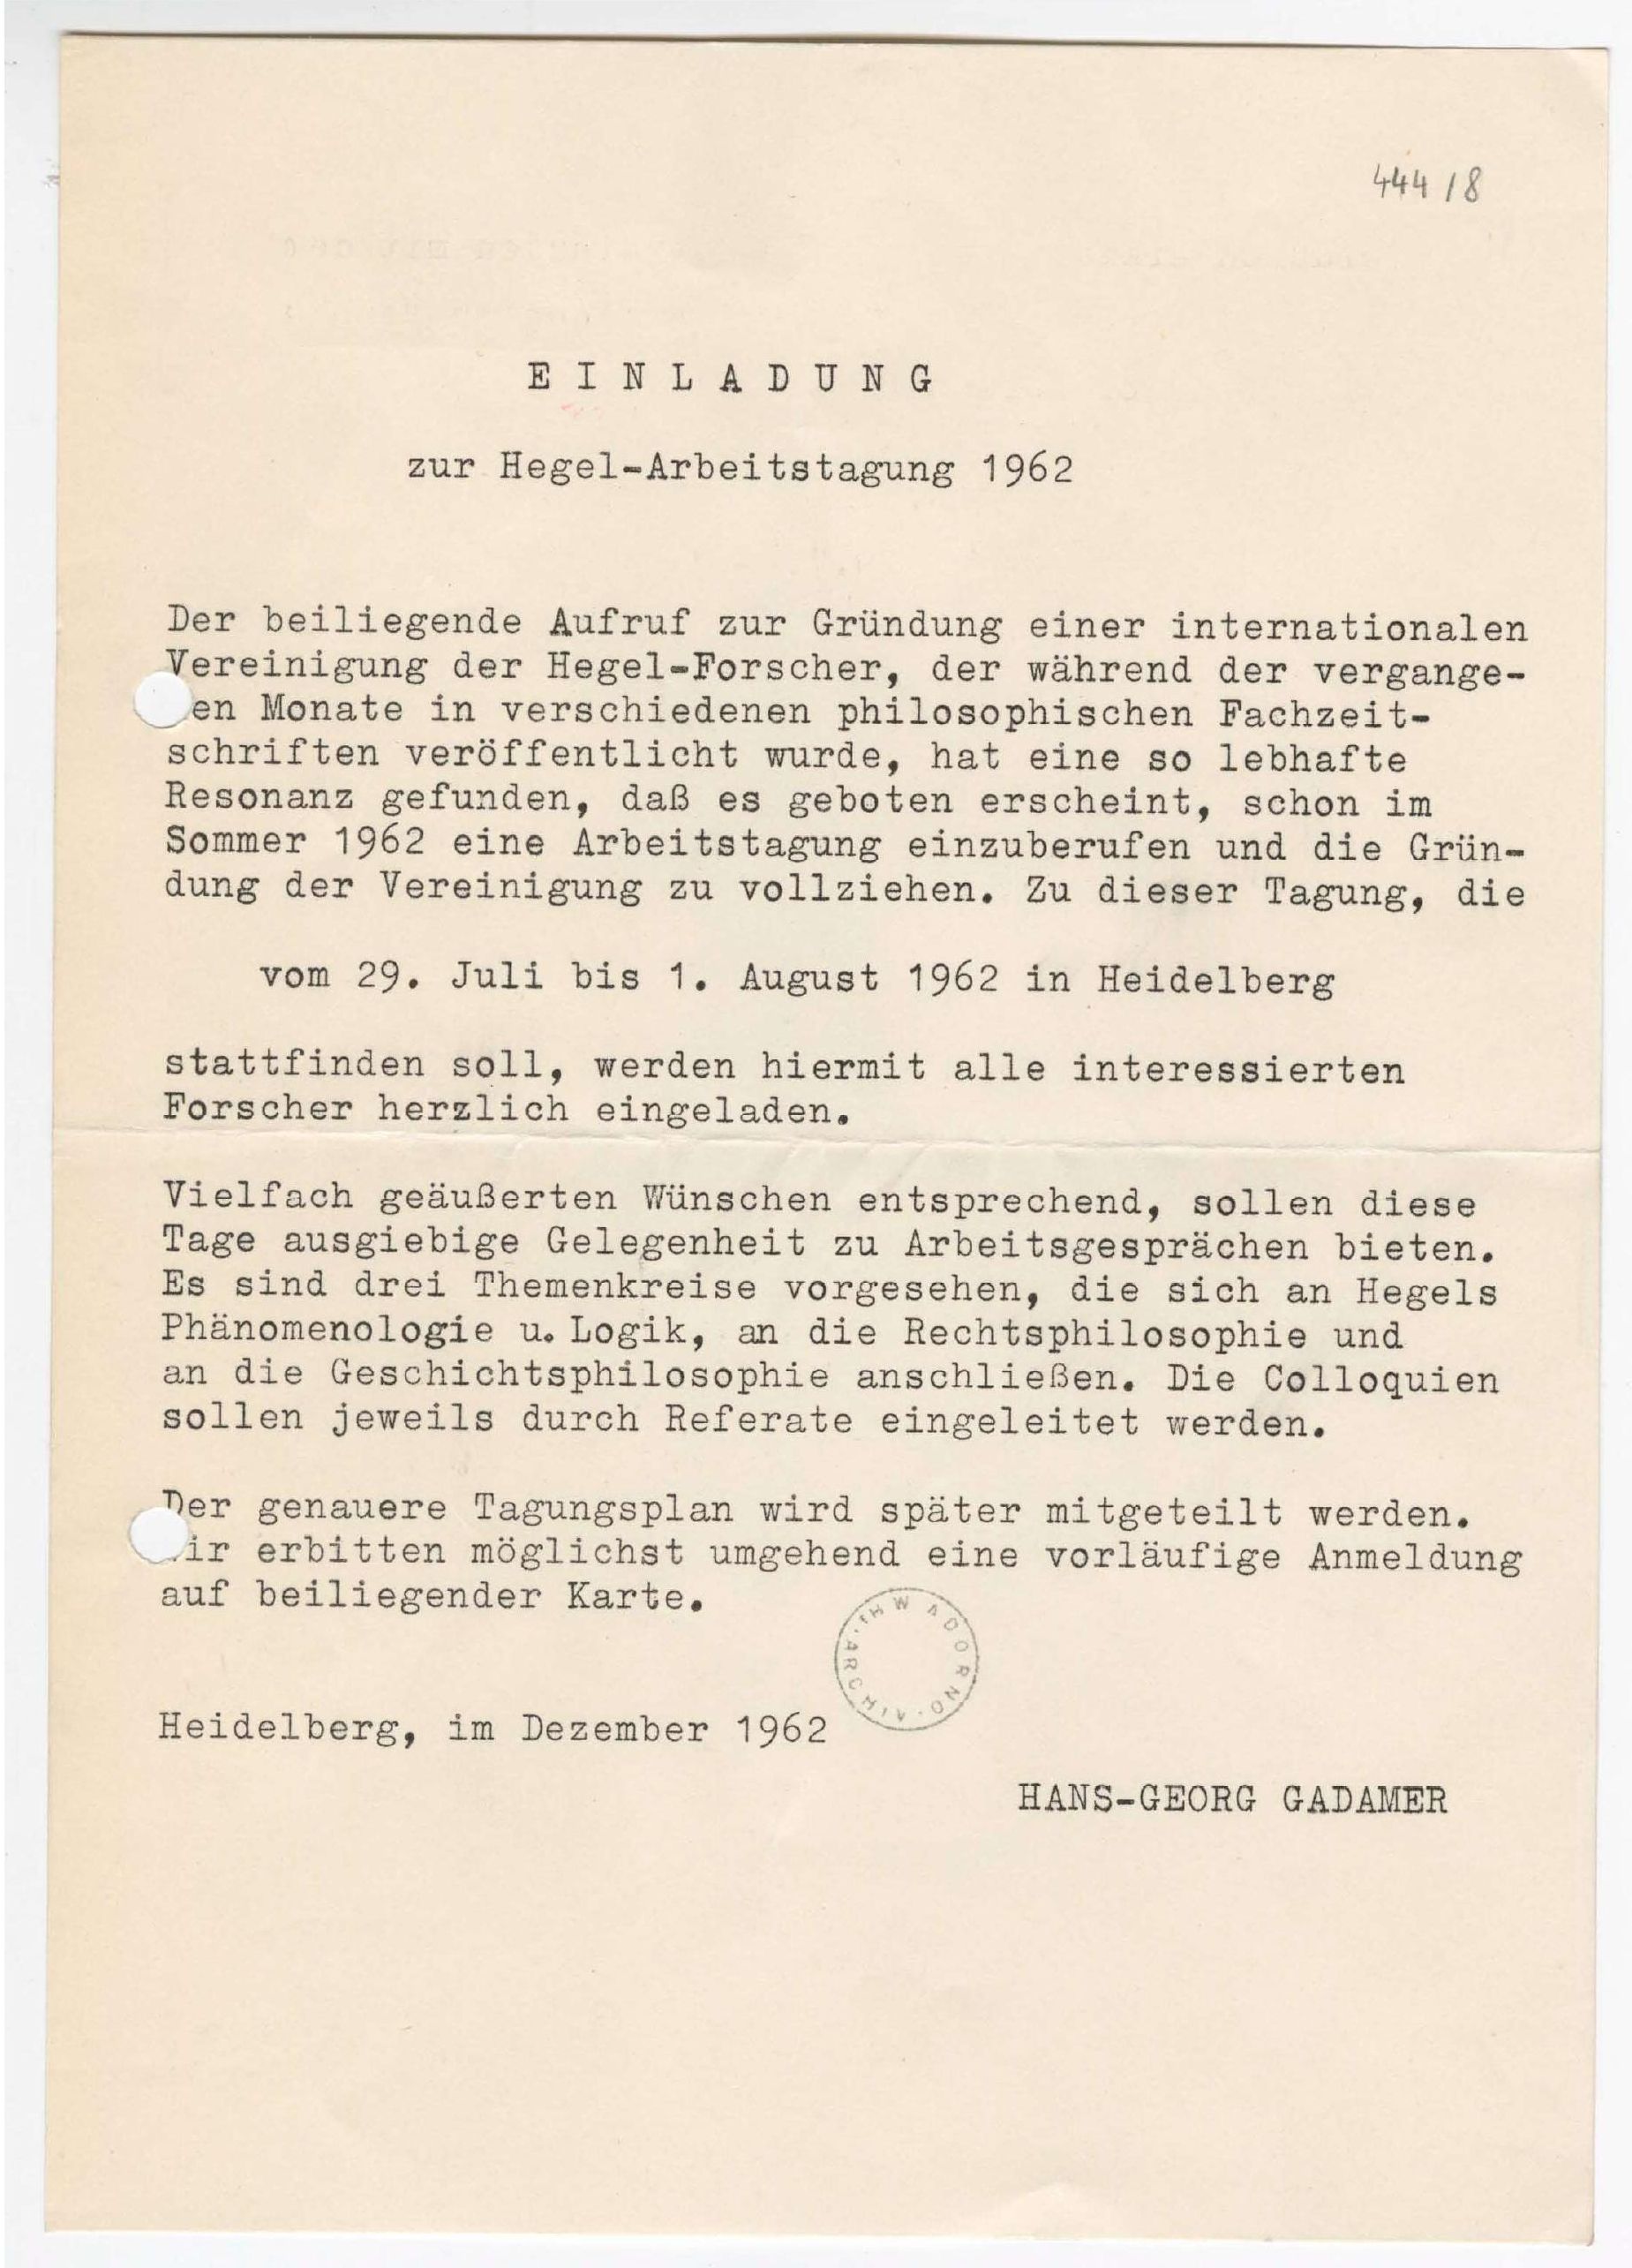 444/8
EINLADUNG
zur Hegel-Arbeitstagung 1962
Der beiliegende Aufruf zur Gründung einer internationalen
Vereinigung der Hegel-Forscher, der während der vergange-
en Monate in verschiedenen philosophischen Fachzeit-
schriften veröffentlicht wurde, hat eine so lebhafte
Resonanz gefunden, daß es geboten erscheint, schon im
Sommer 1962 eine Arbeitstagung einzuberufen und die Grün-
dung der Vereinigung zu vollziehen. Zu dieser Tagung, die
vom 29. Juli bis 1. August 1962 in Heidelberg
stattfinden soll, werden hiermit alle interessierten
Forscher herzlich eingeladen.
Vielfach geäußerten Wünschen entsprechend, sollen diese
Tage ausgiebige Gelegenheit zu Arbeitsgesprächen bieten.
Es sind drei Themenkreise vorgesehen, die sich an Hegels
Phänomenologie u. Logik, an die Rechtsphilosophie und
an die Geschichtsphilosophie anschließen. Die Colloquien
sollen jeweils durch Referate eingeleitet werden.
Der genauere Tagungsplan wird später mitgeteilt werden.
ir erbitten möglichst umgehend eine vorläufige Anmeldung
auf beiliegender Karte.
Heidelberg, im Dezember 1962
HANS-GEORG GADAMER